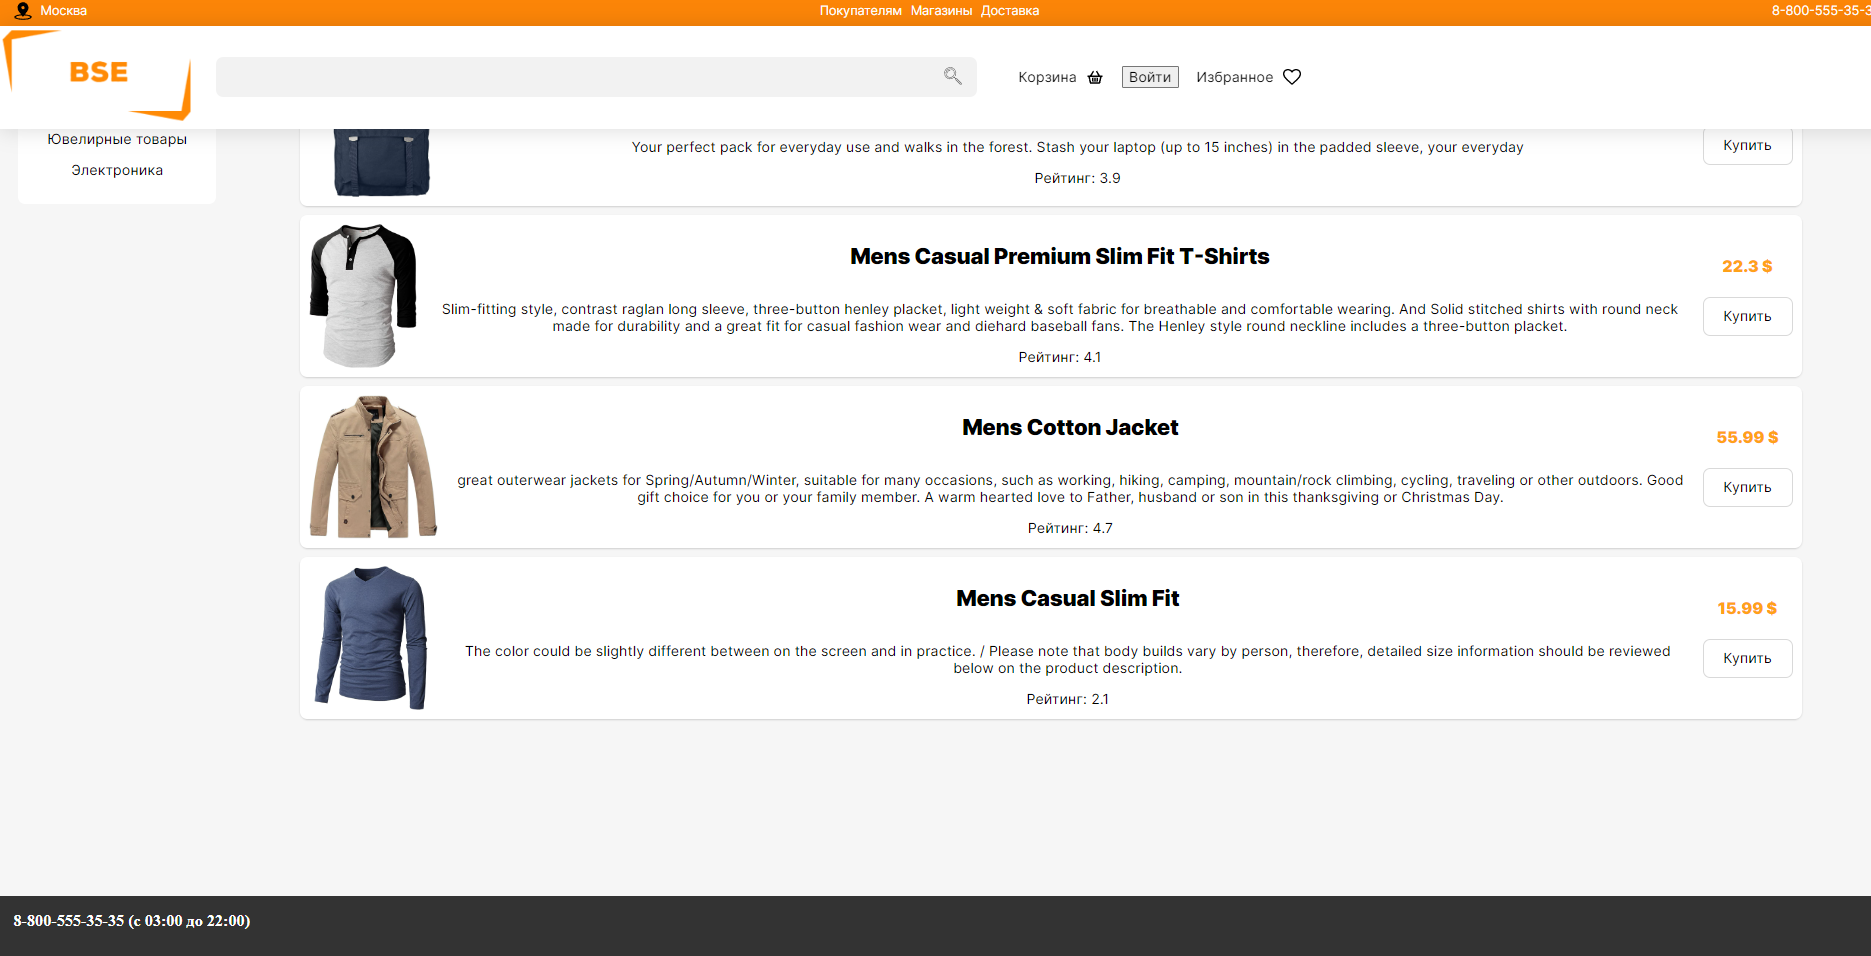 Москва
Покупателям Магазины Доставка
8-800-555-35-3
BSE
Корзина
Войти
Избранное
Ювелирные товары
Электроника
Your perfect pack for everyday use and walks in the forest. Stash your laptop (up to 15 inches) in the padded sleeve, your everyday
Рейтинг: 3.9
Купить
Mens Casual Premium Slim Fit T-Shirts
Slim-fitting style, contrast raglan long sleeve, three-button henley placket, light weight & soft fabric for breathable and comfortable wearing. And Solid stitched shirts with round neck
made for durability and a great fit for casual fashion wear and diehard baseball fans. The Henley style round neckline includes a three-button placket.
Рейтинг: 4.1
22.3 $
Купить
Mens Cotton Jacket
great outerwear jackets for Spring/Autumn/Winter, suitable for many occasions, such as working, hiking, camping, mountain/rock climbing, cycling, traveling or other outdoors. Good
gift choice for you or your family member. A warm hearted love to Father, husband or son in this thanksgiving or Christmas Day.
Рейтинг: 4.7
55.99 $
Купить
Mens Casual Slim Fit
The color could be slightly different between on the screen and in practice. / Please note that body builds vary by person, therefore, detailed size information should be reviewed
below on the product description.
Рейтинг: 2.1
15.99 $
Купить
8-800-555-35-35 (с 03:00 до 22:00)